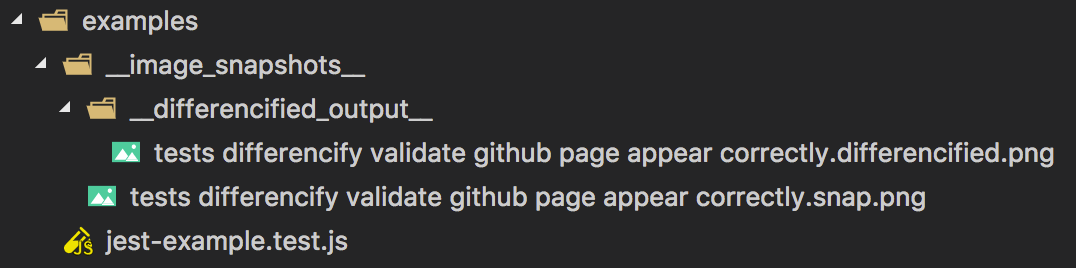 examples
__image_snapshots__
__differencified_output__
tests differencify validate github page appear correctly.differencified.png
tests differencify validate github page appear correctly.snap.png
jest-example.test.js